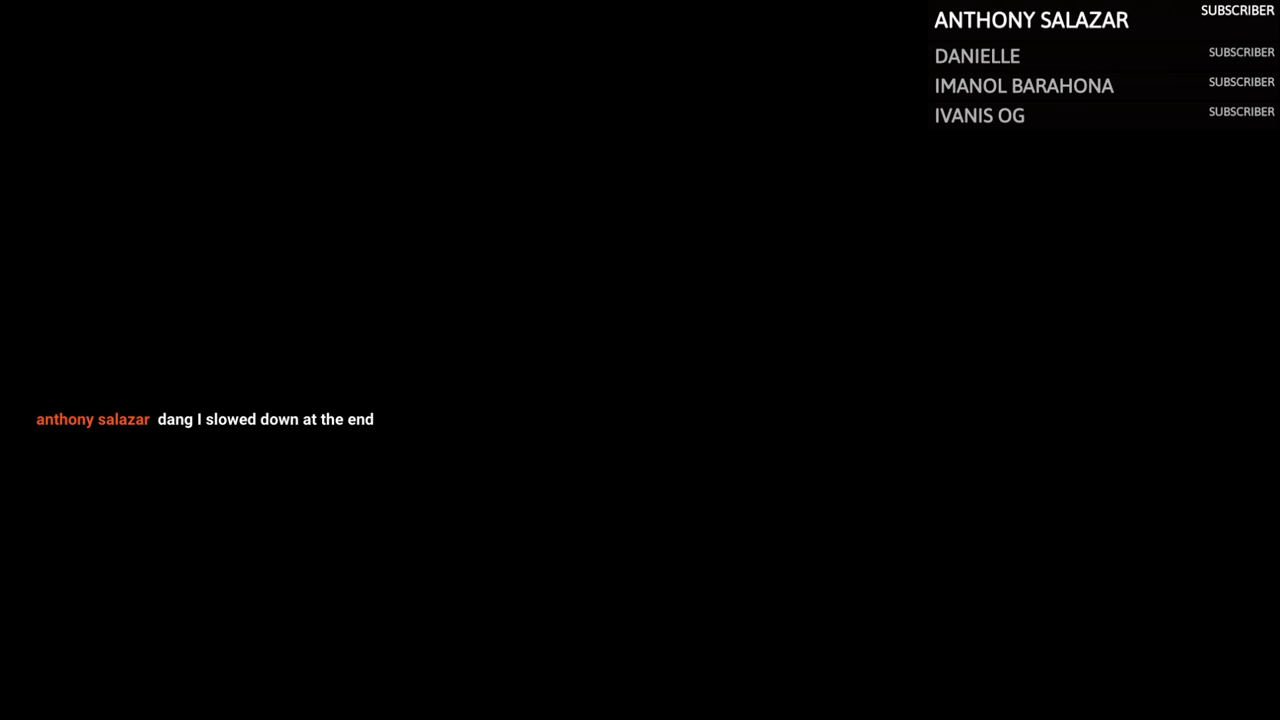 ANTHONY SALAZAR SUBSCRIBER
DANIELLE SUBSCRIBER
IMANOL BARAHONA SUBSCRIBER
IVANIS OG SUBSCRIBER
anthony salazar dang I slowed down at the end